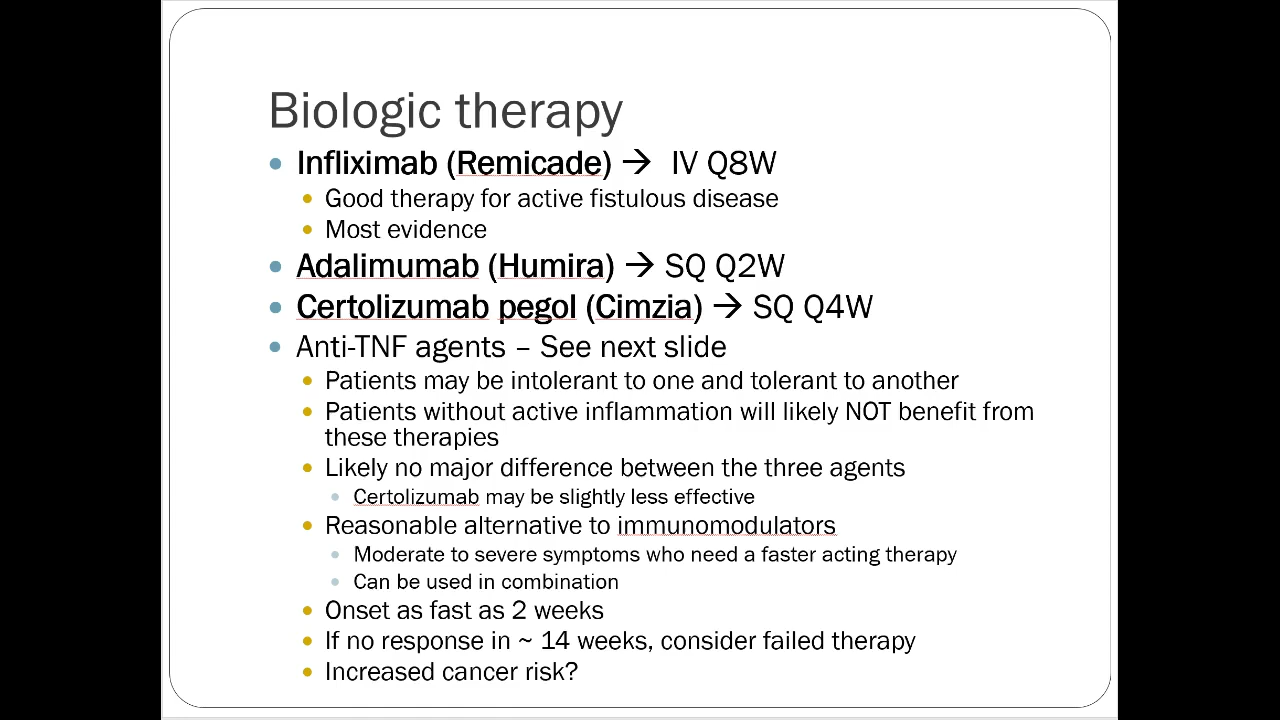 Biologic therapy
• Infliximab (Remicade) → IV Q8W
• Good therapy for active fistulous disease
• Most evidence
• Adalimumab (Humira) → SQ Q2W
• Certolizumab pegol (Cimzia) → SQ Q4W
• Anti-TNF agents – See next slide
• Patients may be intolerant to one and tolerant to another
• Patients without active inflammation will likely NOT benefit from
these therapies
• Likely no major difference between the three agents
• Certolizumab may be slightly less effective
• Reasonable alternative to immunomodulators
• Moderate to severe symptoms who need a faster acting therapy
• Can be used in combination
• Onset as fast as 2 weeks
• If no response in ~ 14 weeks, consider failed therapy
• Increased cancer risk?